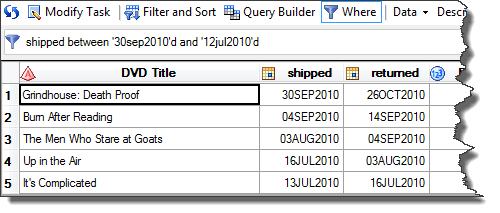 Modify Task Filter and Sort Query Builder Where Data
shipped between '30sep2010'd and '12jul2010'd
DVD Title shipped returned
1 Grindhouse: Death Proof 30SEP2010 26OCT2010
2 Burn After Reading 04SEP2010 14SEP2010
3 The Men Who Stare at Goats 03AUG2010 04SEP2010
4 Up in the Air 16JUL2010 03AUG2010
5 It's Complicated 13JUL2010 16JUL2010